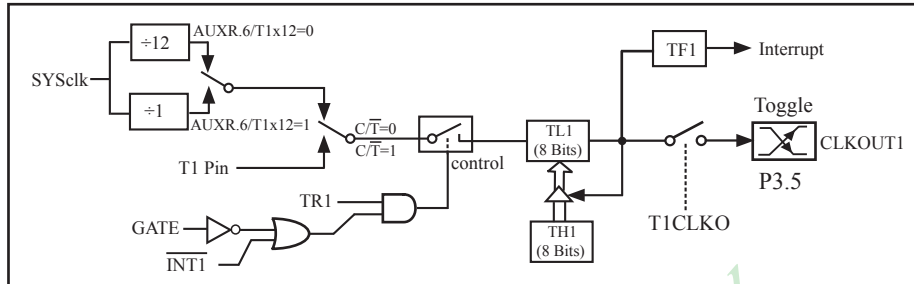 ÷12
AUXR.6/T1x12=0
SYSclk
÷1
AUXR.6/T1x12=1
T1 Pin
C/T̅=0
C/T̅=1
control
TR1
GATE
I̅N̅T̅1̅
TL1
(8 Bits)
TH1
(8 Bits)
TF1
Interrupt
Toggle
CLKOUT1
P3.5
T1CLKO